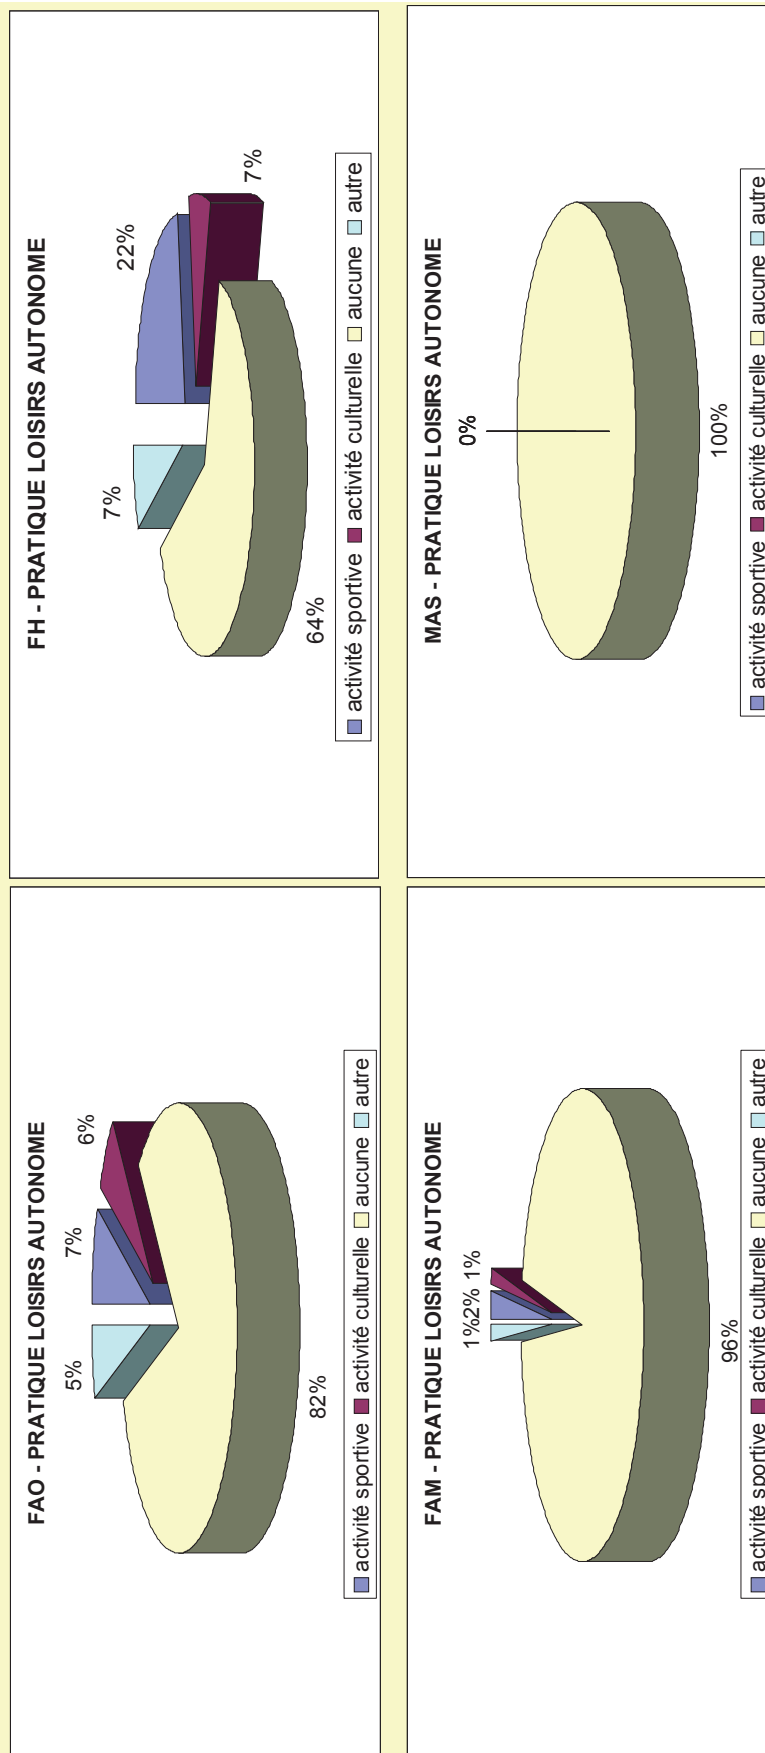 FAO - PRATIQUE LOISIRS AUTONOME
5%
7%
6%
82%
activité sportive activité culturelle aucune autre
FH - PRATIQUE LOISIRS AUTONOME
7%
22%
7%
64%
activité sportive activité culturelle aucune autre
FAM - PRATIQUE LOISIRS AUTONOME
1%2% 1%
96%
activité sportive activité culturelle aucune autre
MAS - PRATIQUE LOISIRS AUTONOME
0%
100%
activité sportive activité culturelle aucune autre